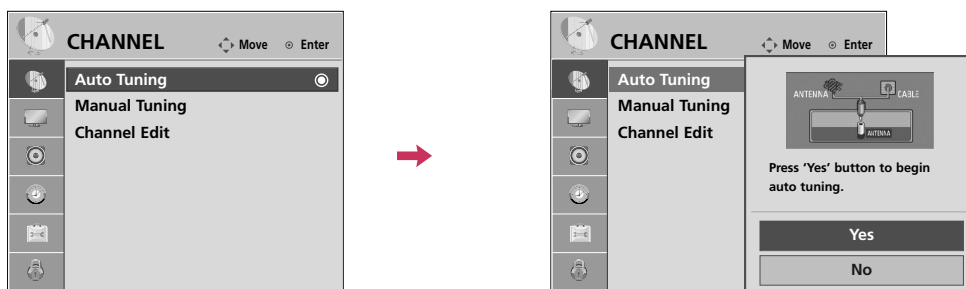 CHANNEL
Move
Enter
Auto Tuning
Manual Tuning
Channel Edit
CHANNEL
Move
Enter
Auto Tuning
Manual Tuning
Channel Edit
ANTENNA
CABLE
ANTENNA
Press ‘Yes’ button to begin
auto tuning.
Yes
No